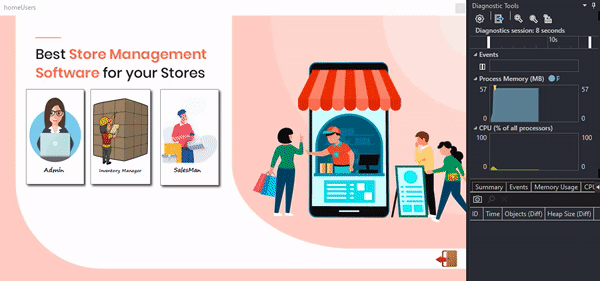 homeUsers
Best Store Management
Software for your Stores
Admin
Inventory Manager
SalesMan
Diagnostic Tools
Diagnostics session: 8 seconds
10s
Events
Process Memory (MB)
57
57
0
0
CPU (% of all processors)
100
100
0
0
Summary
Events
Memory Usage
ID
Time
Objects (Diff)
Heap Size (Diff)